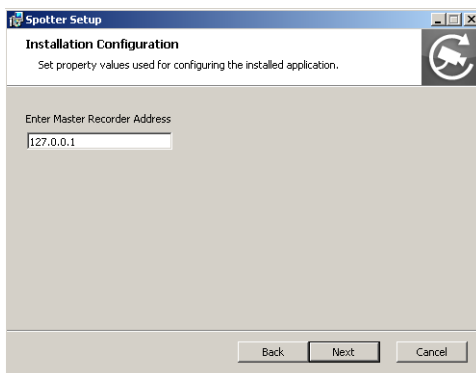 Spotter Setup
Installation Configuration
Set property values used for configuring the installed application.
Enter Master Recorder Address
127.0.0.1
Back Next Cancel